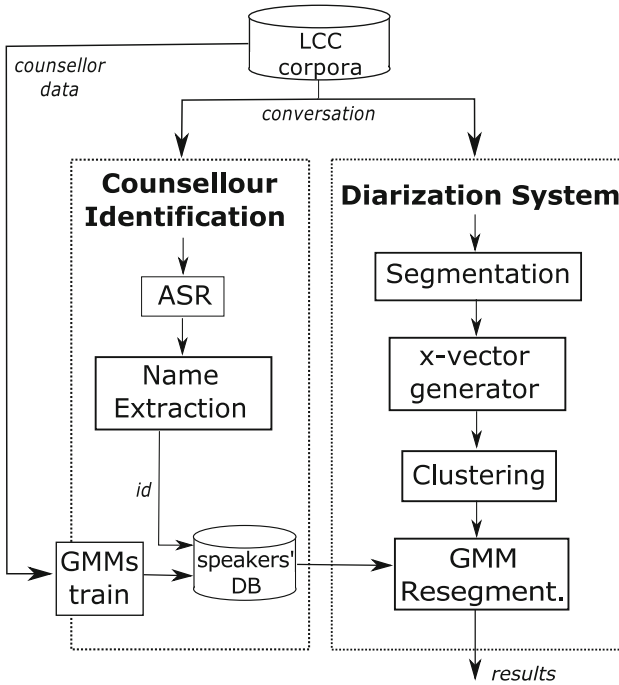 LCC
corpora
counsellor
data
conversation
Counsellour
Identification
ASR
Name
Extraction
id
GMMs
train
speakers'
DB
Diarization System
Segmentation
x-vector
generator
Clustering
GMM
Resegment.
results